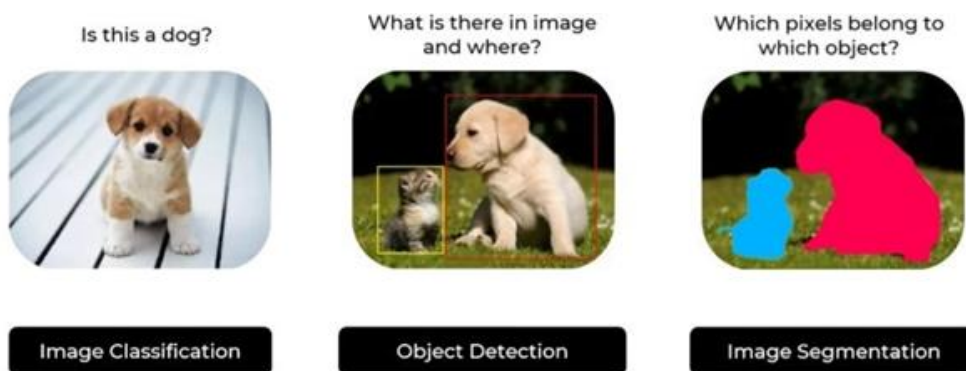 Is this a dog?
What is there in image
and where?
Which pixels belong to
which object?
Image Classification
Object Detection
Image Segmentation